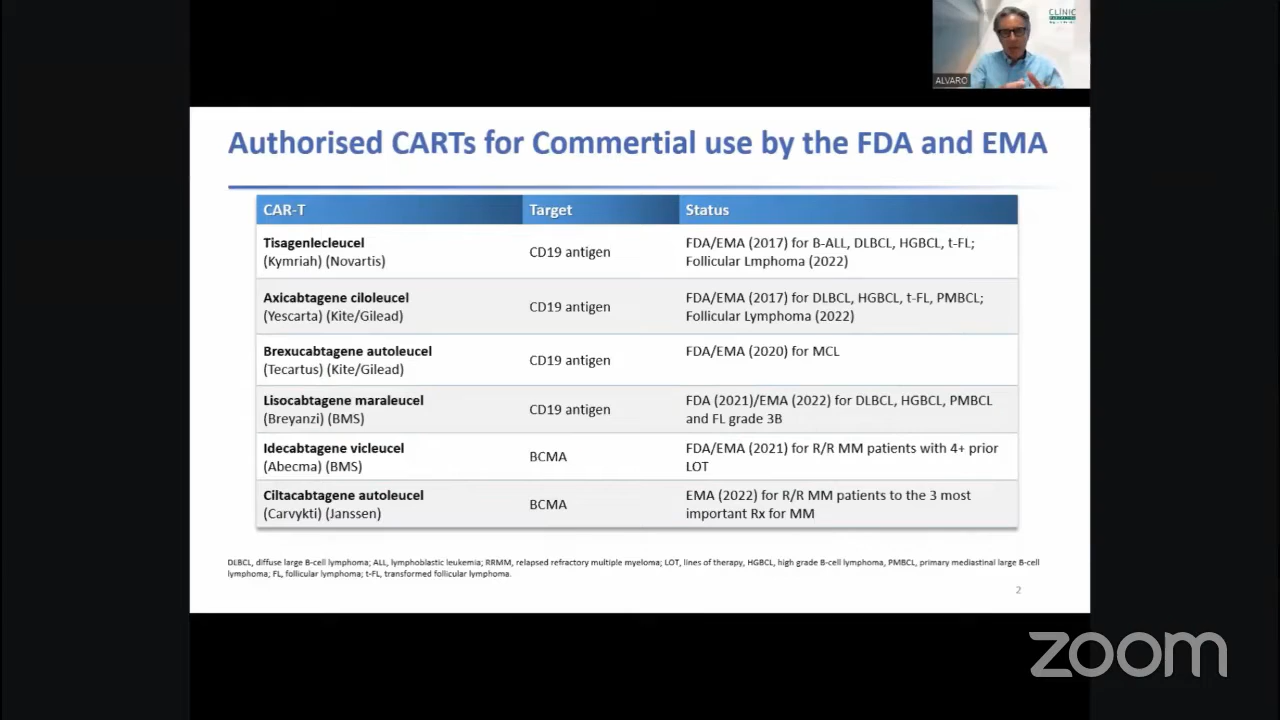 CLÍNIC
ALVARO
Authorised CARTs for Commertial use by the FDA and EMA
CAR-T Target Status
Tisagenlecleucel
(Kymriah) (Novartis)
CD19 antigen
FDA/EMA (2017) for B-ALL, DLBCL, HGBCL, t-FL;
Follicular Lmphoma (2022)
Axicabtagene ciloleucel
(Yescarta) (Kite/Gilead)
CD19 antigen
FDA/EMA (2017) for DLBCL, HGBCL, t-FL, PMBCL;
Follicular Lymphoma (2022)
Brexucabtagene autoleucel
(Tecartus) (Kite/Gilead)
CD19 antigen
FDA/EMA (2020) for MCL
Lisocabtagene maraleucel
(Breyanzi) (BMS)
CD19 antigen
FDA (2021)/EMA (2022) for DLBCL, HGBCL, PMBCL
and FL grade 3B
Idecabtagene vicleucel
(Abecma) (BMS)
BCMA
FDA/EMA (2021) for R/R MM patients with 4+ prior
LOT
Ciltacabtagene autoleucel
(Carvykti) (Janssen)
BCMA
EMA (2022) for R/R MM patients to the 3 most
important Rx for MM
DLBCL, diffuse large B-cell lymphoma; ALL, lymphoblastic leukemia; RRMM, relapsed refractory multiple myeloma; LOT, lines of therapy, HGBCL, high grade B-cell lymphoma, PMBCL, primary mediastinal large B-cell
lymphoma; FL, follicular lymphoma; t-FL, transformed follicular lymphoma.
2
zoom